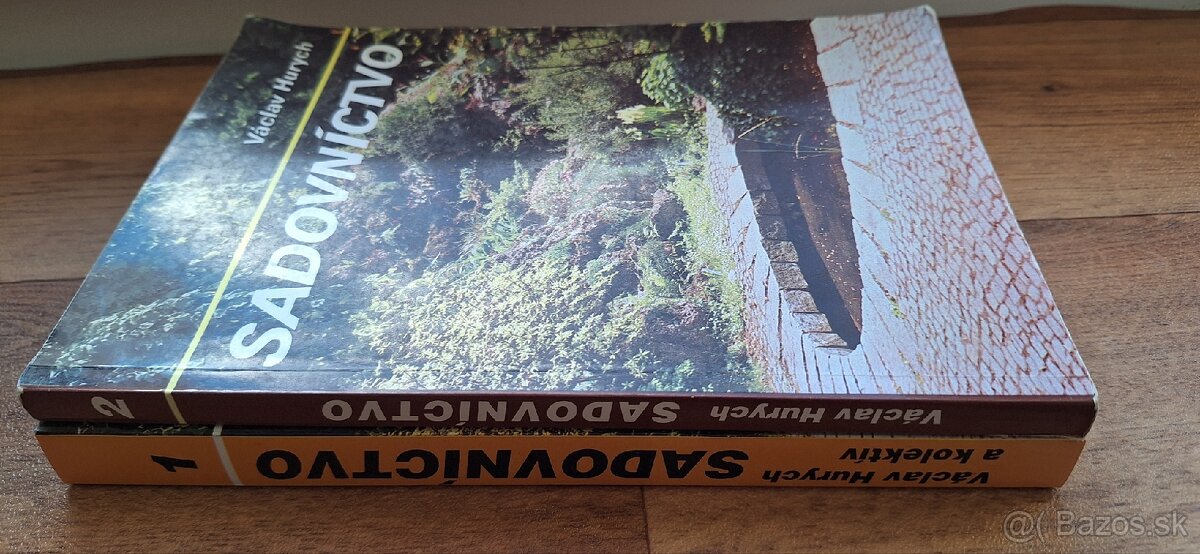 Václav Hurych
SADOVNÍCTVO
Václav Hurych SADOVNÍCTVO 2
Václav Hurych
a kolektív
SADOVNÍCTVO 1
@( Bazos.sk